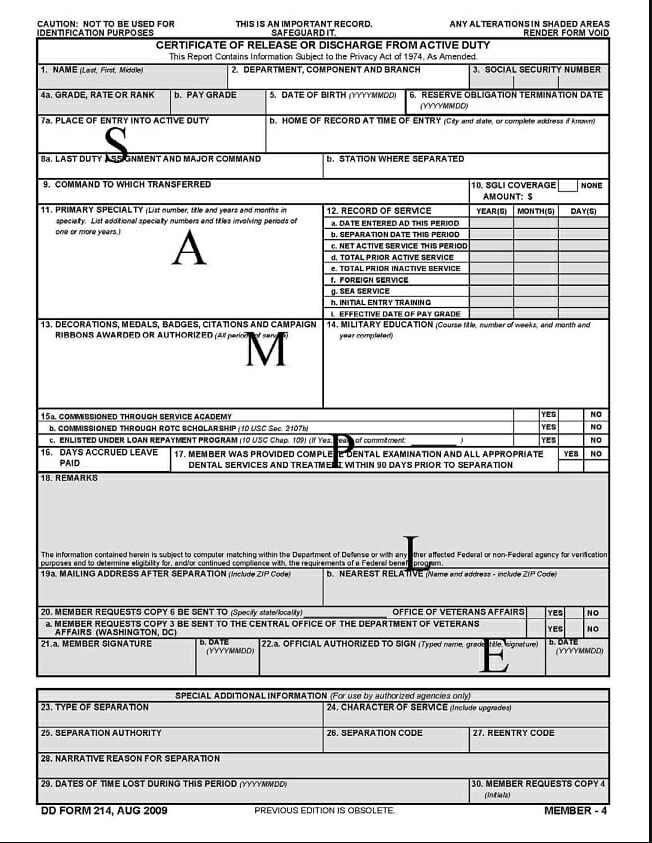 CAUTION: NOT TO BE USED FOR IDENTIFICATION PURPOSES
THIS IS AN IMPORTANT RECORD. SAFEGUARD IT.
ANY ALTERATIONS IN SHADED AREAS RENDER FORM VOID
CERTIFICATE OF RELEASE OR DISCHARGE FROM ACTIVE DUTY
This Report Contains Information Subject to the Privacy Act of 1974, As Amended.
1. NAME (Last, First, Middle)
2. DEPARTMENT, COMPONENT AND BRANCH
3. SOCIAL SECURITY NUMBER
4a. GRADE, RATE OR RANK
b. PAY GRADE
5. DATE OF BIRTH (YYYYMMDD)
6. RESERVE OBLIGATION TERMINATION DATE
(YYYYMMDD)
7a. PLACE OF ENTRY INTO ACTIVE DUTY
b. HOME OF RECORD AT TIME OF ENTRY (City and state, or complete address if known)
S
8a. LAST DUTY ASSIGNMENT AND MAJOR COMMAND
b. STATION WHERE SEPARATED
9. COMMAND TO WHICH TRANSFERRED
10. SGLI COVERAGE
NONE
AMOUNT: $
11. PRIMARY SPECIALTY (List number, title and years and months in
specialty. List additional specialty numbers and titles involving periods of
one or more years.)
A
12. RECORD OF SERVICE
YEAR(S)
MONTH(S)
DAY(S)
a. DATE ENTERED AD THIS PERIOD
b. SEPARATION DATE THIS PERIOD
c. NET ACTIVE SERVICE THIS PERIOD
d. TOTAL PRIOR ACTIVE SERVICE
e. TOTAL PRIOR INACTIVE SERVICE
f. FOREIGN SERVICE
g. SEA SERVICE
h. INITIAL ENTRY TRAINING
i. EFFECTIVE DATE OF PAY GRADE
13. DECORATIONS, MEDALS, BADGES, CITATIONS AND CAMPAIGN
RIBBONS AWARDED OR AUTHORIZED (All periods of service)
M
14. MILITARY EDUCATION (Course title, number of weeks, and month and
year completed)
15a. COMMISSIONED THROUGH SERVICE ACADEMY
YES
NO
b. COMMISSIONED THROUGH ROTC SCHOLARSHIP (10 USC Sec. 2107b)
YES
NO
c. ENLISTED UNDER LOAN REPAYMENT PROGRAM (10 USC Chap. 109) (If Yes, years of commitment: )
YES
NO
P
16. DAYS ACCRUED LEAVE
PAID
17. MEMBER WAS PROVIDED COMPLETE DENTAL EXAMINATION AND ALL APPROPRIATE
DENTAL SERVICES AND TREATMENT WITHIN 90 DAYS PRIOR TO SEPARATION
YES
NO
18. REMARKS
L
The information contained herein is subject to computer matching within the Department of Defense or with any other affected Federal or non-Federal agency for verification
purposes and to determine eligibility for, and/or continued compliance with, the requirements of a Federal benefit program.
19a. MAILING ADDRESS AFTER SEPARATION (Include ZIP Code)
b. NEAREST RELATIVE (Name and address - include ZIP Code)
20. MEMBER REQUESTS COPY 6 BE SENT TO (Specify state/locality) OFFICE OF VETERANS AFFAIRS
YES
NO
a. MEMBER REQUESTS COPY 3 BE SENT TO THE CENTRAL OFFICE OF THE DEPARTMENT OF VETERANS
AFFAIRS (WASHINGTON, DC)
YES
NO
21.a. MEMBER SIGNATURE
b. DATE
(YYYYMMDD)
22.a. OFFICIAL AUTHORIZED TO SIGN (Typed name, grade, title, signature)
E
b. DATE
(YYYYMMDD)
SPECIAL ADDITIONAL INFORMATION (For use by authorized agencies only)
23. TYPE OF SEPARATION
24. CHARACTER OF SERVICE (Include upgrades)
25. SEPARATION AUTHORITY
26. SEPARATION CODE
27. REENTRY CODE
28. NARRATIVE REASON FOR SEPARATION
29. DATES OF TIME LOST DURING THIS PERIOD (YYYYMMDD)
30. MEMBER REQUESTS COPY 4
(Initials)
DD FORM 214, AUG 2009
PREVIOUS EDITION IS OBSOLETE.
MEMBER - 4